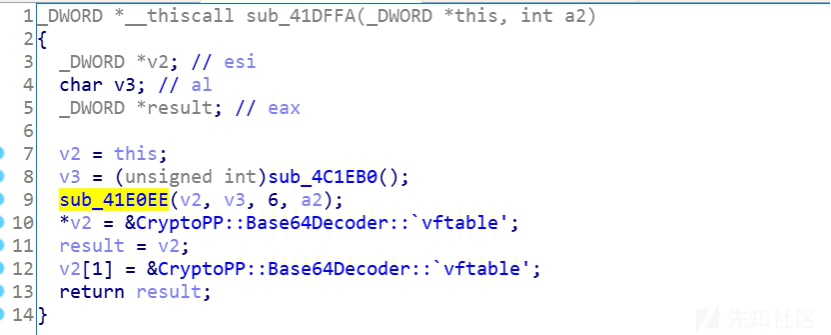 1 _DWORD *__thiscall sub_41DFFA(_DWORD *this, int a2)
2 {
3 _DWORD *v2; // esi
4 char v3; // al
5 _DWORD *result; // eax
6
7 v2 = this;
8 v3 = (unsigned int)sub_4C1EB0();
9 sub_41E0EE(v2, v3, 6, a2);
10 *v2 = &CryptoPP::Base64Decoder::`vftable';
11 result = v2;
12 v2[1] = &CryptoPP::Base64Decoder::`vftable';
13 return result;
14 }
先知社区